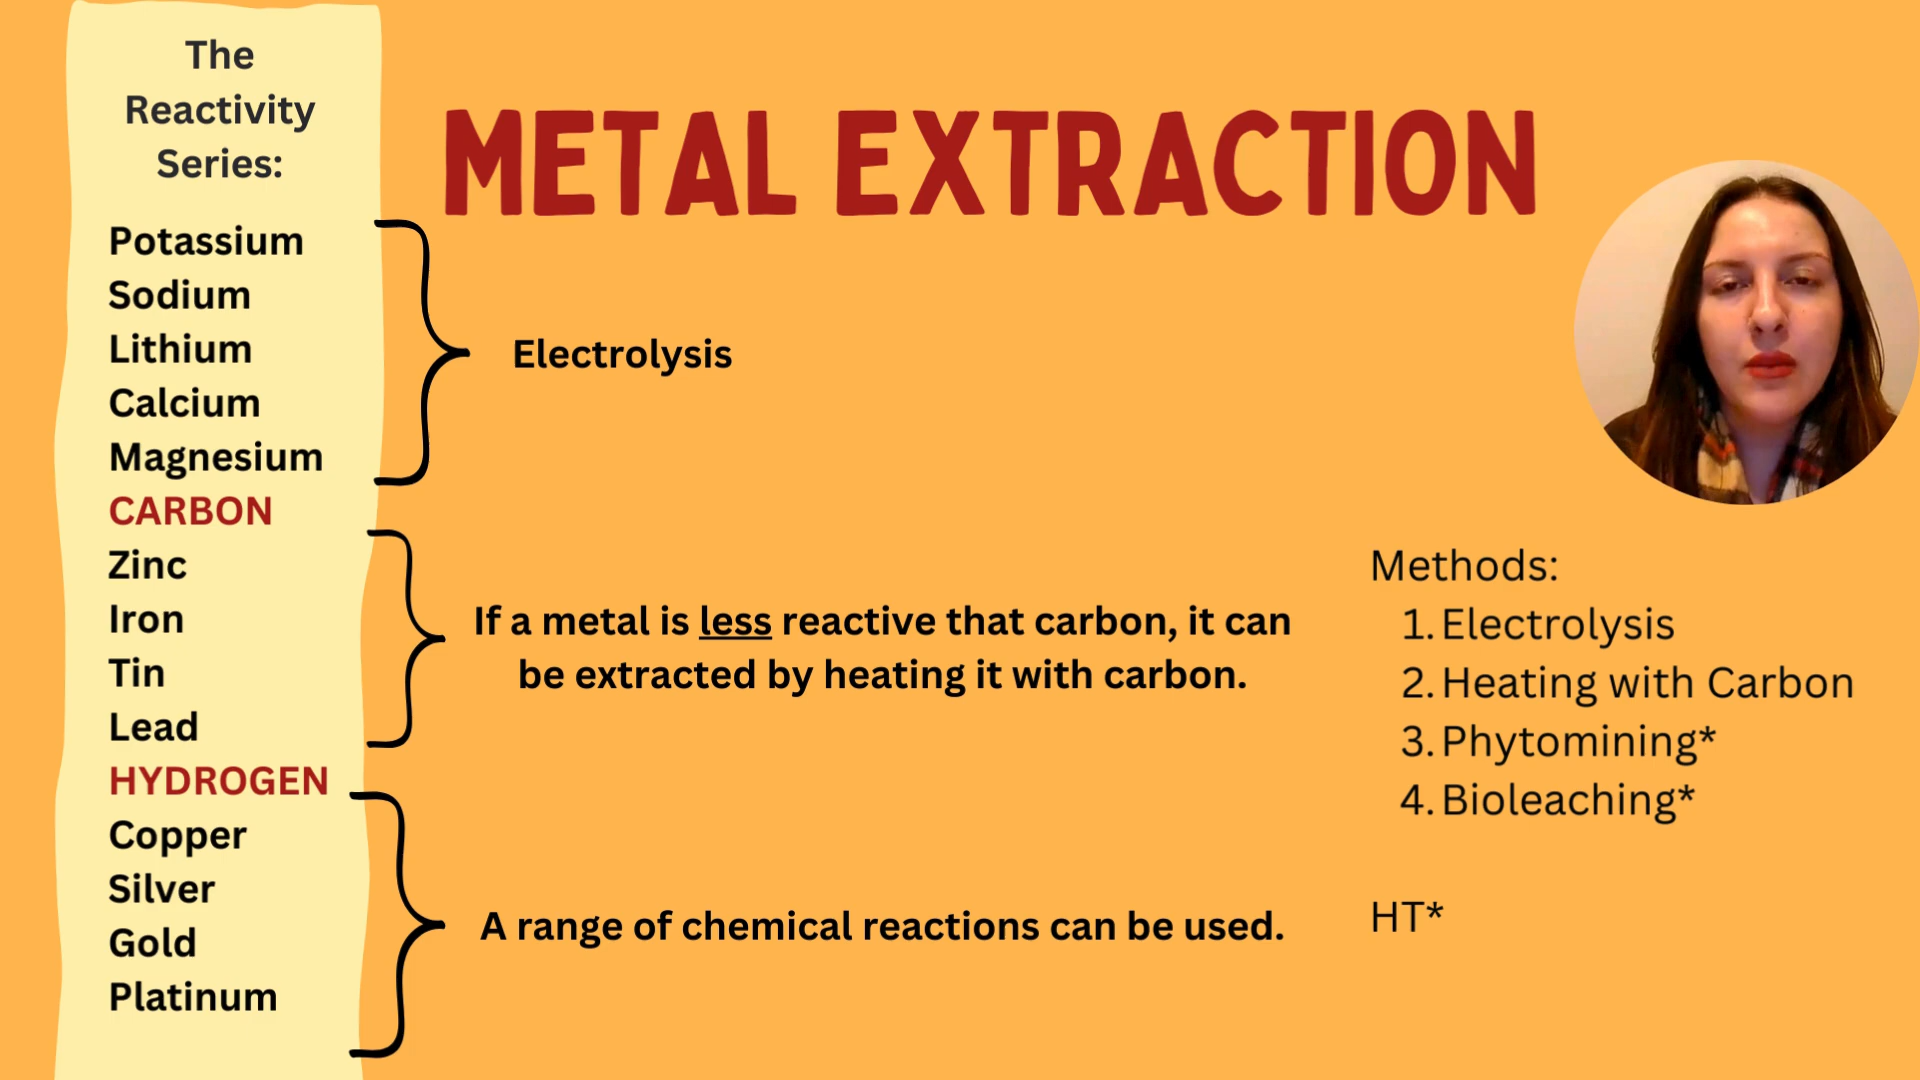 The
Reactivity
Series:
Potassium
Sodium
Lithium
Calcium
Magnesium
CARBON
Zinc
Iron
Tin
Lead
HYDROGEN
Copper
Silver
Gold
Platinum
METAL EXTRACTION
Electrolysis
If a metal is less reactive that carbon, it can
be extracted by heating it with carbon.
A range of chemical reactions can be used.
Methods:
1. Electrolysis
2. Heating with Carbon
3. Phytomining*
4. Bioleaching*
HT*